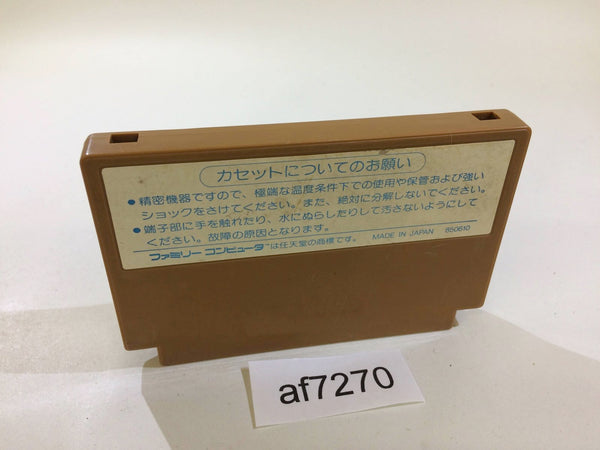 カセットについてのお願い
●精密機器ですので、極端な温度条件下での使用や保管および強い
ショックをさけてください。また、絶対に分解しないでください。
●端子部に手を触れたり、水にぬらしたりして汚さないようにして
ください。故障の原因となります。
ファミリー コンピュータ™は任天堂の商標です。 MADE IN JAPAN 850610
af7270